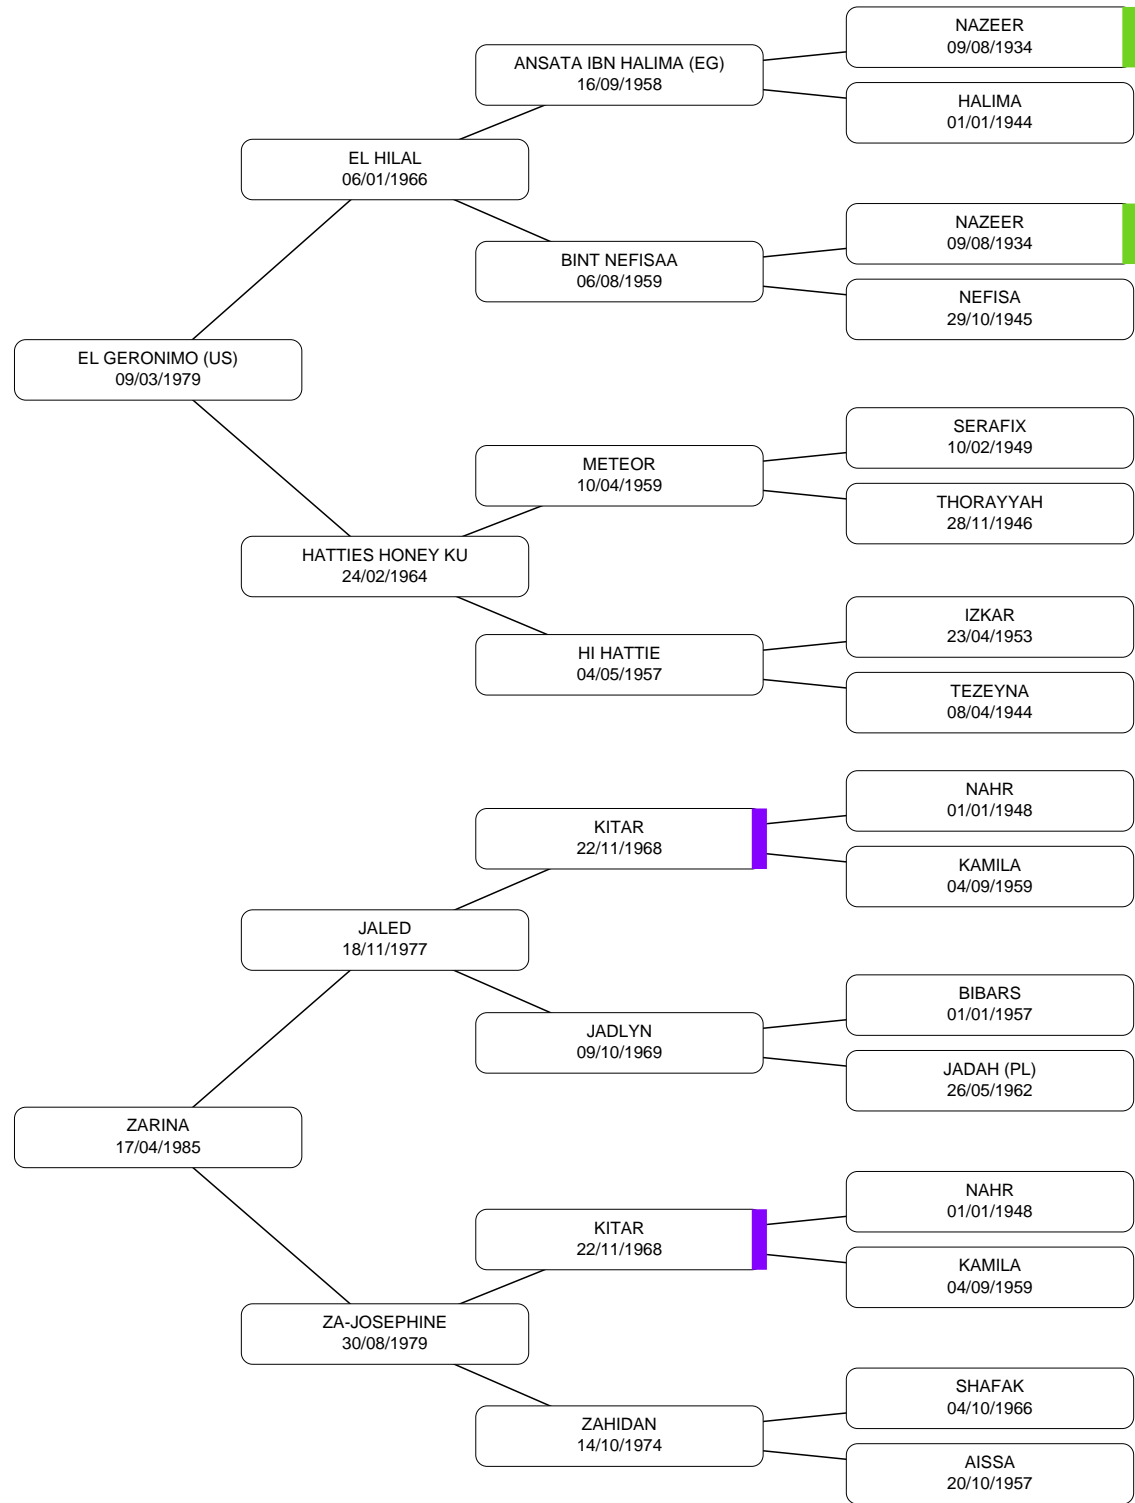 NAZEER
09/08/1934
ANSATA IBN HALIMA (EG)
16/09/1958
HALIMA
01/01/1944
EL HILAL
06/01/1966
NAZEER
09/08/1934
BINT NEFISAA
06/08/1959
NEFISA
29/10/1945
EL GERONIMO (US)
09/03/1979
SERAFIX
10/02/1949
METEOR
10/04/1959
THORAYYAH
28/11/1946
HATTIES HONEY KU
24/02/1964
IZKAR
23/04/1953
HI HATTIE
04/05/1957
TEZEYNA
08/04/1944
NAHR
01/01/1948
KITAR
22/11/1968
KAMILA
04/09/1959
JALED
18/11/1977
BIBARS
01/01/1957
JADLYN
09/10/1969
JADAH (PL)
26/05/1962
ZARINA
17/04/1985
NAHR
01/01/1948
KITAR
22/11/1968
KAMILA
04/09/1959
ZA-JOSEPHINE
30/08/1979
SHAFAK
04/10/1966
ZAHIDAN
14/10/1974
AISSA
20/10/1957